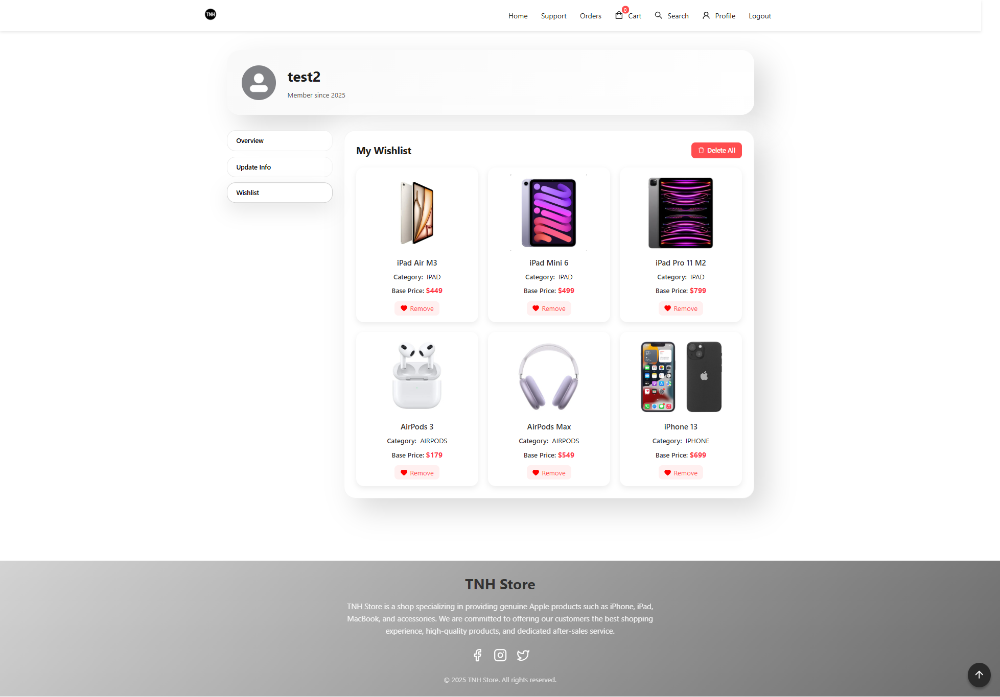 TNH
Home
Support
Orders
0
Cart
Search
Profile
Logout
test2
Member since 2025
Overview
Update Info
Wishlist
My Wishlist
Delete All
iPad Air M3
Category: IPAD
Base Price: $449
Remove
iPad Mini 6
Category: IPAD
Base Price: $499
Remove
iPad Pro 11 M2
Category: IPAD
Base Price: $799
Remove
AirPods 3
Category: AIRPODS
Base Price: $179
Remove
AirPods Max
Category: AIRPODS
Base Price: $549
Remove
iPhone 13
Category: IPHONE
Base Price: $699
Remove
TNH Store
TNH Store is a shop specializing in providing genuine Apple products such as iPhone, iPad,
MacBook, and accessories. We are committed to offering our customers the best shopping
experience, high-quality products, and dedicated after-sales service.
© 2025 TNH Store. All rights reserved.